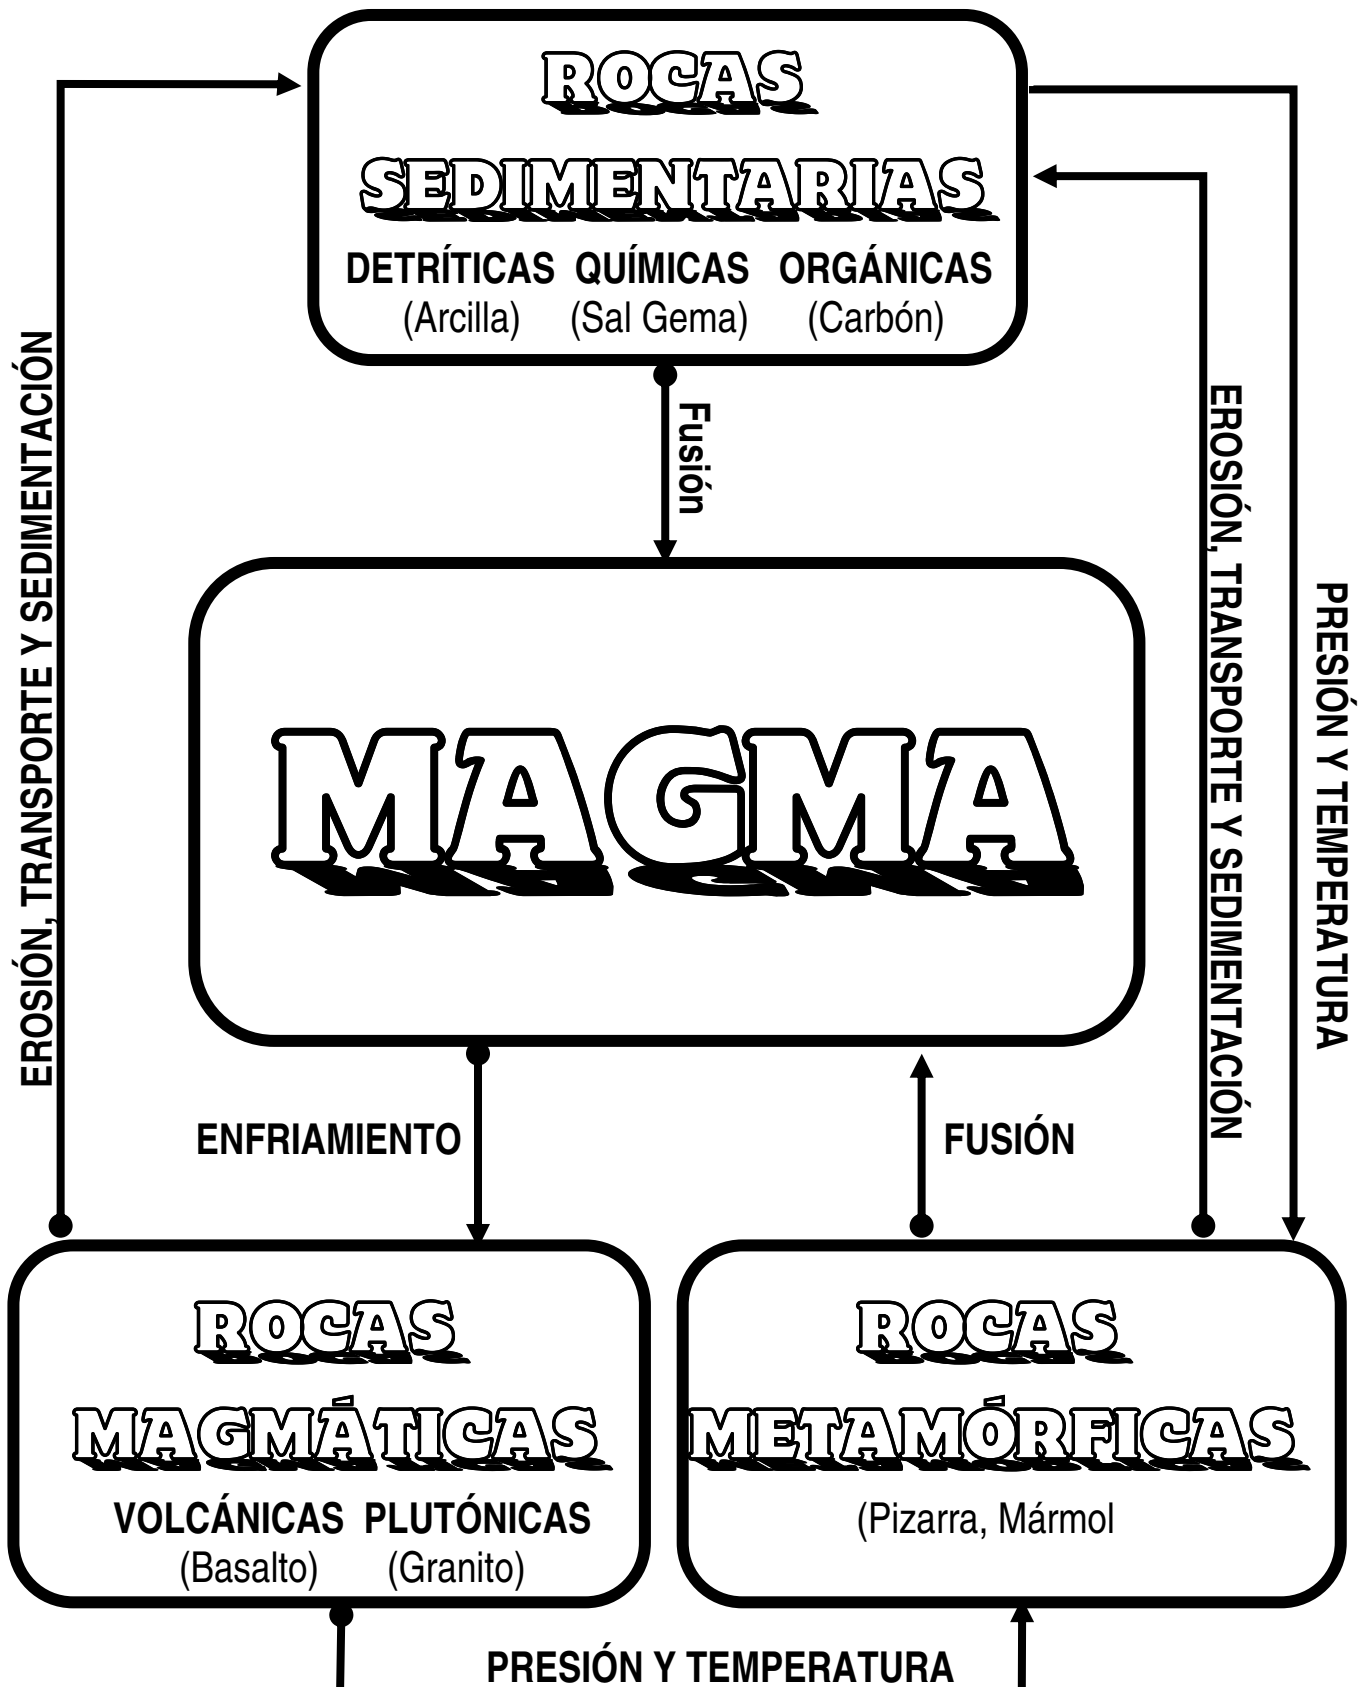 ROCAS
SEDIMENTARIAS
DETRÍTICAS QUÍMICAS ORGÁNICAS
(Arcilla) (Sal Gema) (Carbón)
EROSIÓN, TRANSPORTE Y SEDIMENTACIÓN
Fusión
EROSIÓN, TRANSPORTE Y SEDIMENTACIÓN
PRESIÓN Y TEMPERATURA
MAGMA
ENFRIAMIENTO
FUSIÓN
ROCAS
MAGMÁTICAS
VOLCÁNICAS PLUTÓNICAS
(Basalto) (Granito)
ROCAS
METAMÓRFICAS
(Pizarra, Mármol
PRESIÓN Y TEMPERATURA